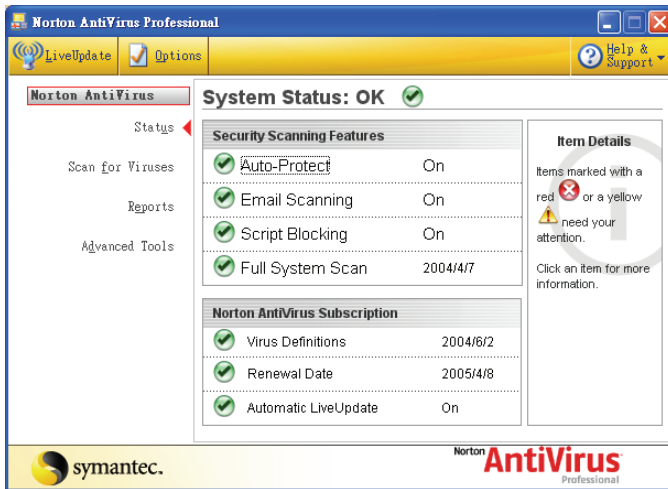 Norton AntiVirus Professional
LiveUpdate Options Help & Support
Norton AntiVirus
Status
Scan for Viruses
Reports
Advanced Tools
System Status: OK
Security Scanning Features
Auto-Protect On
Email Scanning On
Script Blocking On
Full System Scan 2004/4/7
Norton AntiVirus Subscription
Virus Definitions 2004/6/2
Renewal Date 2005/4/8
Automatic LiveUpdate On
Item Details
Items marked with a
red or a yellow
need your
attention.
Click an item for more
information.
symantec.
Norton AntiVirus
Professional